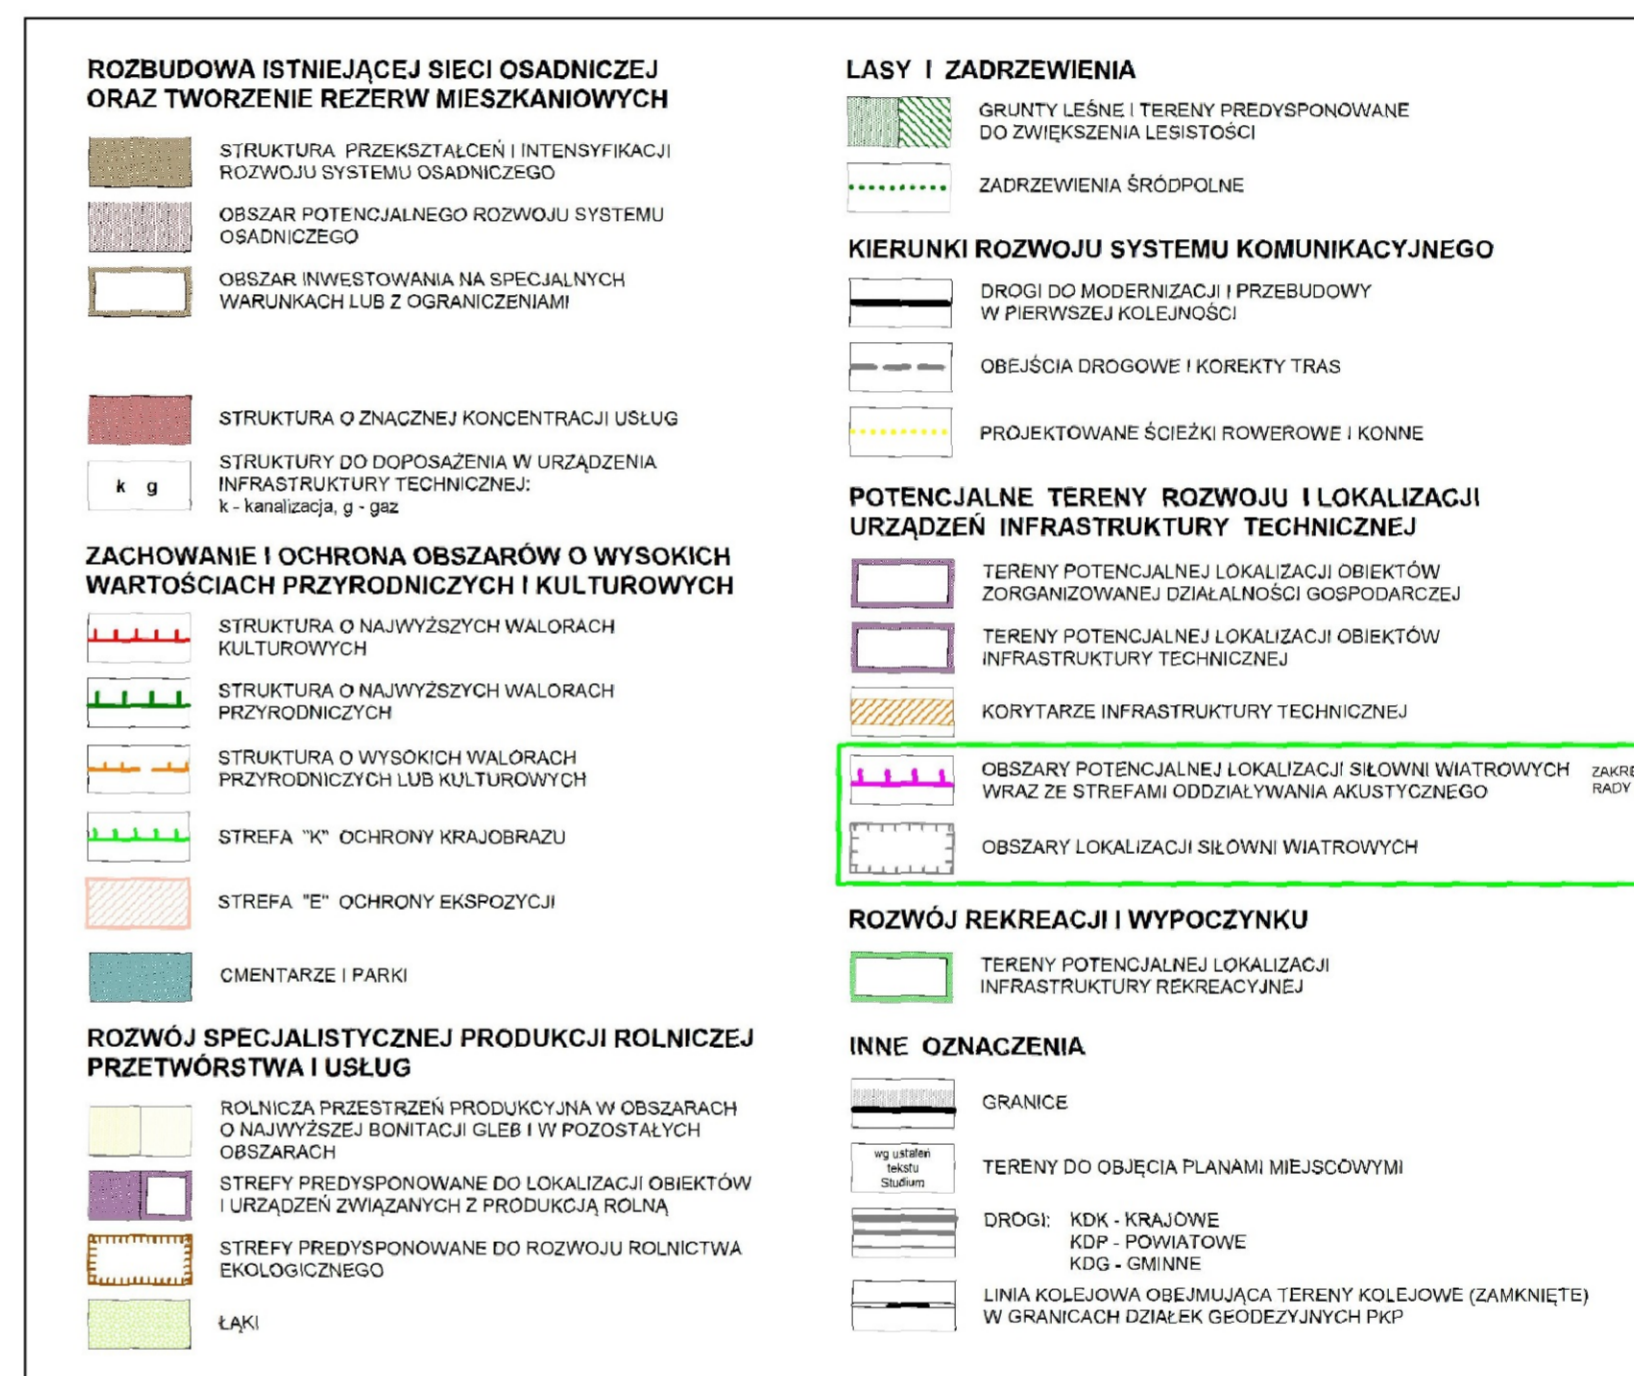 ROZBUDOWA ISTNIEJĄCEJ SIECI OSADNICZEJ
ORAZ TWORZENIE REZERW MIESZKANIOWYCH
STRUKTURA PRZEKSZTAŁCEŃ I INTENSYFIKACJI
ROZWOJU SYSTEMU OSADNICZEGO
OBSZAR POTENCJALNEGO ROZWOJU SYSTEMU
OSADNICZEGO
OBSZAR INWESTOWANIA NA SPECJALNYCH
WARUNKACH LUB Z OGRANICZENIAMI
STRUKTURA O ZNACZNEJ KONCENTRACJI USŁUG
k g
STRUKTURY DO DOPOSAŻENIA W URZĄDZENIA
INFRASTRUKTURY TECHNICZNEJ:
k - kanalizacja, g - gaz
ZACHOWANIE I OCHRONA OBSZARÓW O WYSOKICH
WARTOŚCIACH PRZYRODNICZYCH I KULTUROWYCH
STRUKTURA O NAJWYŻSZYCH WALORACH
KULTUROWYCH
STRUKTURA O NAJWYŻSZYCH WALORACH
PRZYRODNICZYCH
STRUKTURA O WYSOKICH WALORACH
PRZYRODNICZYCH LUB KULTUROWYCH
STREFA "K" OCHRONY KRAJOBRAZU
STREFA "E" OCHRONY EKSPOZYCJI
CMENTARZE I PARKI
ROZWÓJ SPECJALISTYCZNEJ PRODUKCJI ROLNICZEJ
PRZETWÓRSTWA I USŁUG
ROLNICZA PRZESTRZEŃ PRODUKCYJNA W OBSZARACH
O NAJWYŻSZEJ BONITACJI GLEB I W POZOSTAŁYCH
OBSZARACH
STREFY PREDYSPONOWANE DO LOKALIZACJI OBIEKTÓW
I URZĄDZEŃ ZWIĄZANYCH Z PRODUKCJĄ ROLNĄ
STREFY PREDYSPONOWANE DO ROZWOJU ROLNICTWA
EKOLOGICZNEGO
ŁĄKI
LASY I ZADRZEWIENIA
GRUNTY LEŚNE I TERENY PREDYSPONOWANE
DO ZWIĘKSZENIA LESISTOŚCI
ZADRZEWIENIA ŚRÓDPOLNE
KIERUNKI ROZWOJU SYSTEMU KOMUNIKACYJNEGO
DROGI DO MODERNIZACJI I PRZEBUDOWY
W PIERWSZEJ KOLEJNOŚCI
OBEJŚCIA DROGOWE I KOREKTY TRAS
PROJEKTOWANE ŚCIEŻKI ROWEROWE I KONNE
POTENCJALNE TERENY ROZWOJU I LOKALIZACJI
URZĄDZEŃ INFRASTRUKTURY TECHNICZNEJ
TERENY POTENCJALNEJ LOKALIZACJI OBIEKTÓW
ZORGANIZOWANEJ DZIAŁALNOŚCI GOSPODARCZEJ
TERENY POTENCJALNEJ LOKALIZACJI OBIEKTÓW
INFRASTRUKTURY TECHNICZNEJ
KORYTARZE INFRASTRUKTURY TECHNICZNEJ
OBSZARY POTENCJALNEJ LOKALIZACJI SIŁOWNI WIATROWYCH
WRAZ ZE STREFAMI ODDZIAŁYWANIA AKUSTYCZNEGO
RADY
OBSZARY LOKALIZACJI SIŁOWNI WIATROWYCH
ROZWÓJ REKREACJI I WYPOCZYNKU
TERENY POTENCJALNEJ LOKALIZACJI
INFRASTRUKTURY REKREACYJNEJ
INNE OZNACZENIA
GRANICE
wg ustaleń
tekstu
Studium
TERENY DO OBJĘCIA PLANAMI MIEJSCOWYMI
DROGI: KDK - KRAJOWE
KDP - POWIATOWE
KDG - GMINNE
LINIA KOLEJOWA OBEJMUJĄCA TERENY KOLEJOWE (ZAMKNIĘTE)
W GRANICACH DZIAŁEK GEODEZYJNYCH PKP